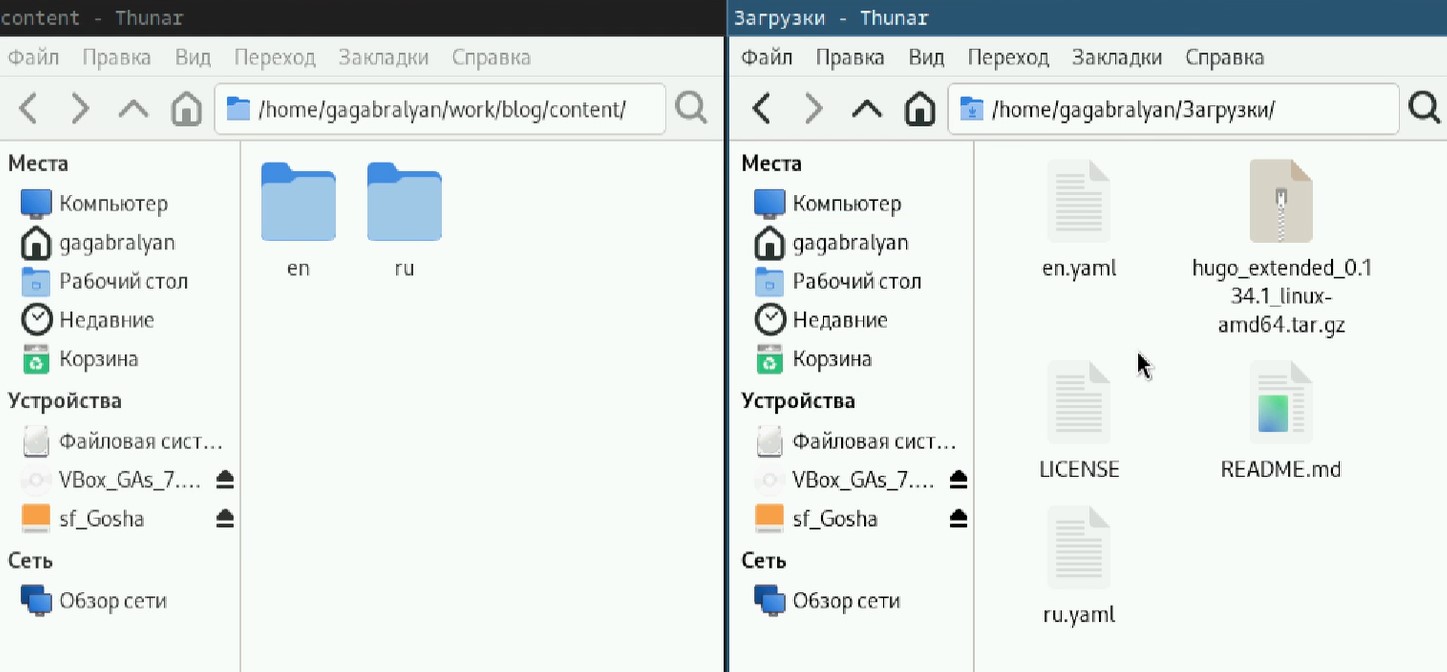 content - Thunar
Файл Правка Вид Переход Закладки Справка
/home/gagabralyan/work/blog/content/
Места
Компьютер
gagabralyan
Рабочий стол
Недавние
Корзина
Устройства
Файловая сист...
VBox_GAs_7....
sf_Gosha
Сеть
Обзор сети
en
ru
Загрузки - Thunar
Файл Правка Вид Переход Закладки Справка
/home/gagabralyan/Загрузки/
Места
Компьютер
gagabralyan
Рабочий стол
Недавние
Корзина
Устройства
Файловая сист...
VBox_GAs_7....
sf_Gosha
Сеть
Обзор сети
en.yaml
hugo_extended_0.1
34.1_linux-
amd64.tar.gz
LICENSE
README.md
ru.yaml